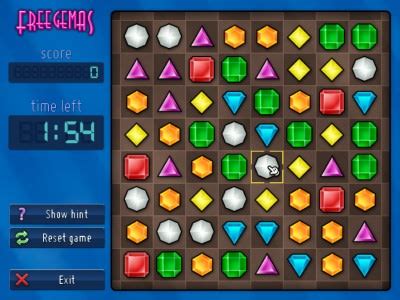 FREEGEMAS
score
0
time left
1:54
? Show hint
Reset game
Exit